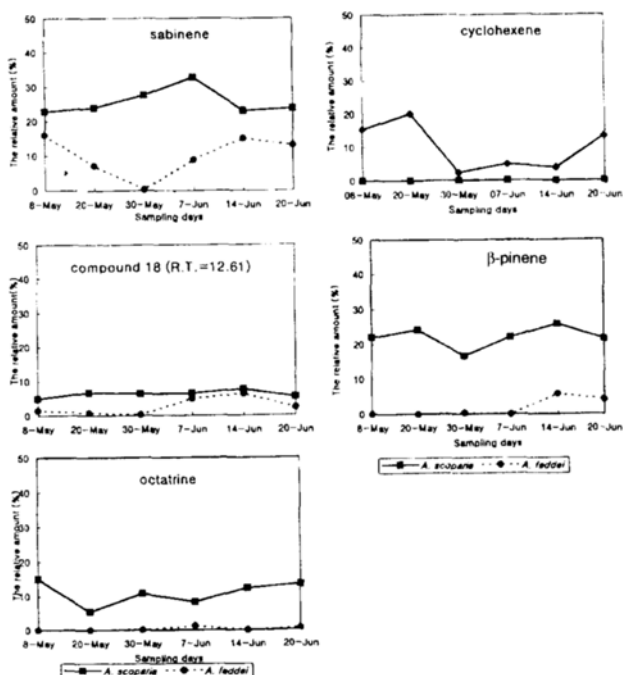 sabinene
The relative amount (%)
50
40
30
20
10
0
8-May 20-May 30-May 7-Jun 14-Jun 20-Jun
Sampling days
cyclohexene
The relative amount (%)
50
40
30
20
10
0
08-May 20-May 30-May 7-Jun 14-Jun 20-Jun
Sampling days
compound 18 (R.T.=12.61)
The relative amount(%)
50
40
30
20
10
0
8-May 20-May 30-May 7-Jun 14-Jun 20-Jun
Sampling days
β-pinene
The relative amount(%)
50
40
30
20
10
0
8-May 20-May 30-May 7-Jun 14-Jun 20-Jun
Sampling days
A. scoparia A. feddei
octatrine
The relative amount(%)
50
40
30
20
10
0
8-May 20-May 30-May 7-Jun 14-Jun 20-Jun
Sampling days
A. scoparia A. feddei